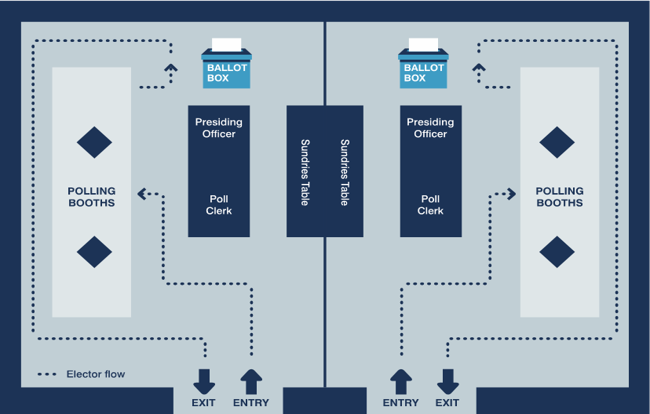 BALLOT
BOX
Presiding
Officer
Poll
Clerk
POLLING
BOOTHS
Sundries Table
Sundries Table
BALLOT
BOX
Presiding
Officer
Poll
Clerk
POLLING
BOOTHS
Elector flow
EXIT
ENTRY
ENTRY
EXIT